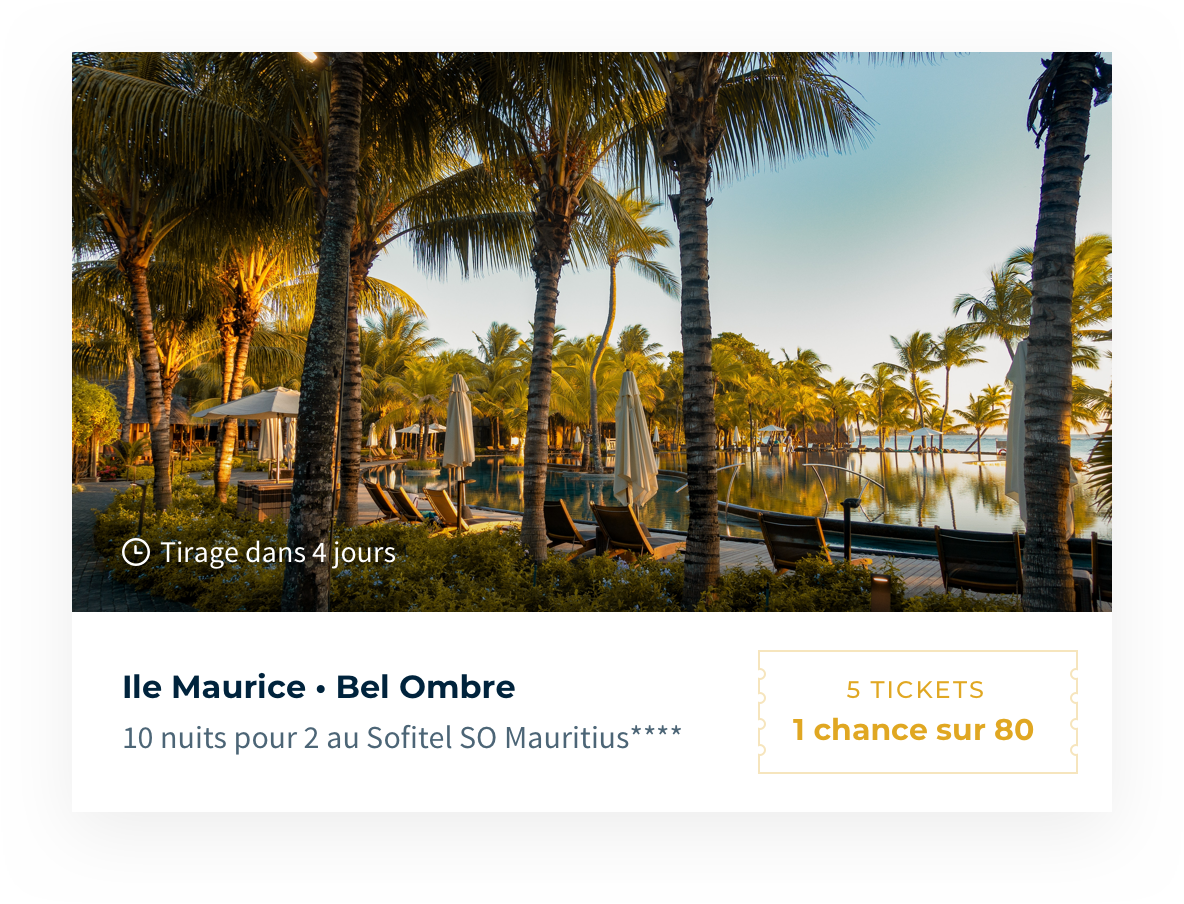 Tirage dans 4 jours
Ile Maurice • Bel Ombre
10 nuits pour 2 au Sofitel SO Mauritius****
5 TICKETS
1 chance sur 80